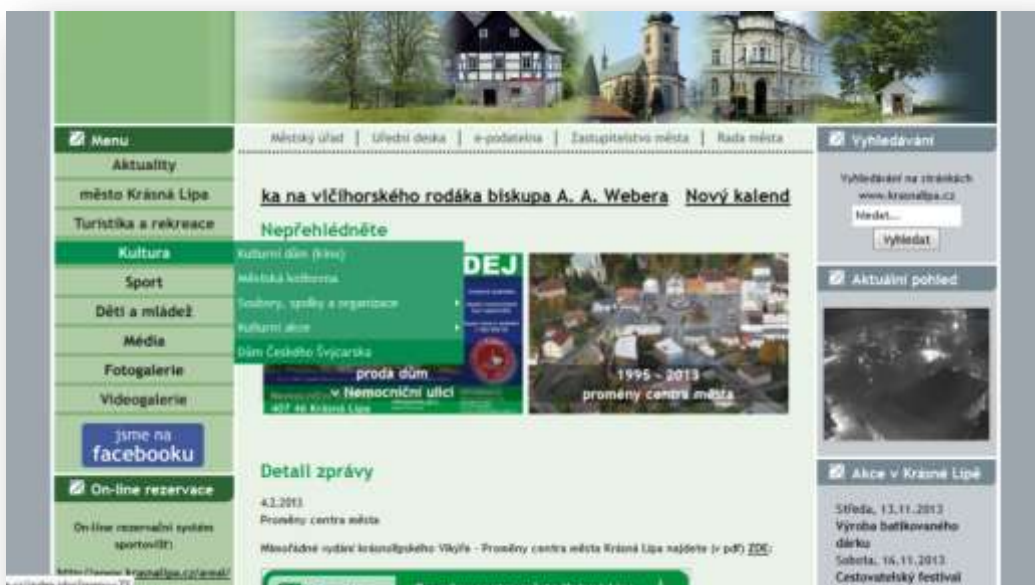 Menu
Aktuality
město Krásná Lípa
Turistika a rekreace
Kultura
Sport
Děti a mládež
Média
Fotogalerie
Videogalerie
jsme na
facebooku
On-line rezervace
On-line rezervační systém
sportovišť:
http://www.krasnalipa.cz/areal/
Městský úřad | Úřední deska | e-podatelna | Zastupitelstvo města | Rada města
ka na vlčihorského rodáka biskupa A. A. Webera Nový kalend
Nepřehlédněte
Kulturní dům (kino)
Městská knihovna
Soubory, spolky a organizace
Kulturní akce
Dům Českého Švýcarska
DEJ
prodá dům
v Nemocniční ulici
407 46 Krásná Lípa
1995 - 2013
proměny centra města
Detail zprávy
4.2.2013
Proměny centra města
Mimořádné vydání krásnolipského Vikýře - Proměny centra města Krásná Lípa najdete (v pdf) ZDE:
Vyhledávání
Vyhledávání na stránkách
www.krasnalipa.cz
hledat...
Vyhledat
Aktuální pohled
Akce v Krásné Lípě
Středa, 13.11.2013
Výroba batikovaného
dárku
Sobota, 16.11.2013
Cestovatelský festival